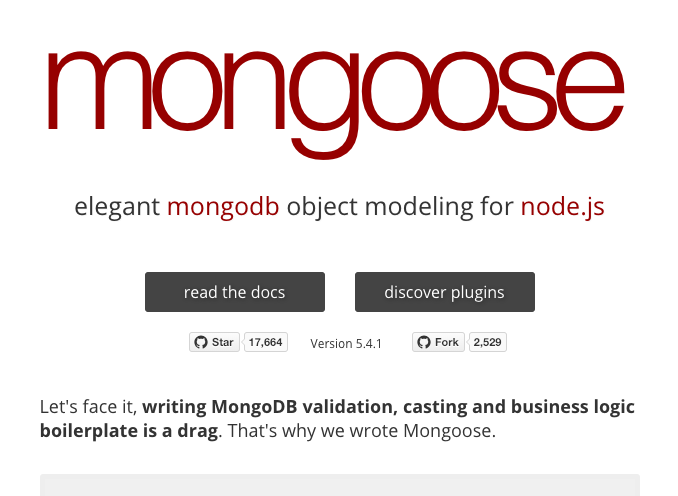 mongoose
elegant mongodb object modeling for node.js
read the docs discover plugins
Star 17,664 Version 5.4.1 Fork 2,529
Let's face it, writing MongoDB validation, casting and business logic
boilerplate is a drag. That's why we wrote Mongoose.